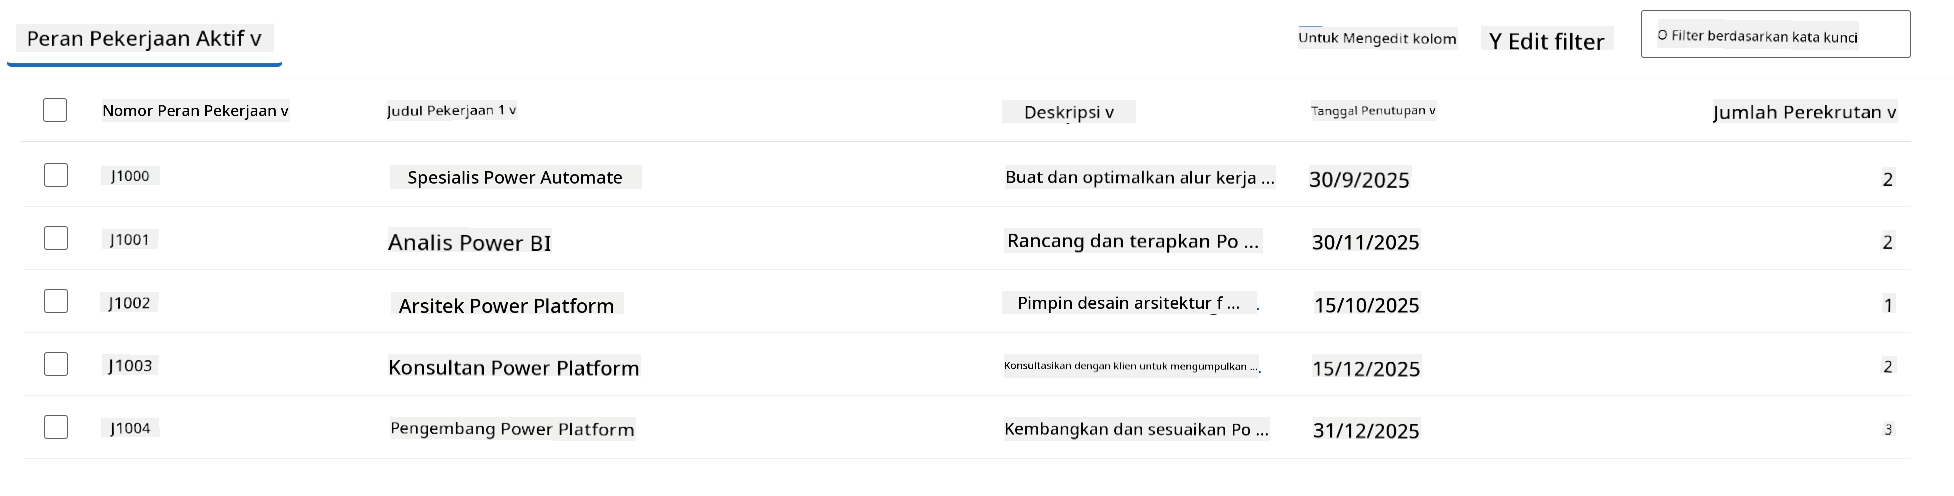 Peran Pekerjaan Aktif v
Untuk Mengedit kolom
Y Edit filter
O Filter berdasarkan kata kunci
Nomor Peran Pekerjaan v
Judul Pekerjaan 1 v
Deskripsi v
Tanggal Penutupan v
Jumlah Perekrutan v
J1000
Spesialis Power Automate
Buat dan optimalkan alur kerja ...
30/9/2025
2
J1001
Analis Power BI
Rancang dan terapkan Po ...
30/11/2025
2
J1002
Arsitek Power Platform
Pimpin desain arsitektur f ...
15/10/2025
1
J1003
Konsultan Power Platform
Konsultasikan dengan klien untuk mengumpulkan ...
15/12/2025
2
J1004
Pengembang Power Platform
Kembangkan dan sesuaikan Po ...
31/12/2025
3